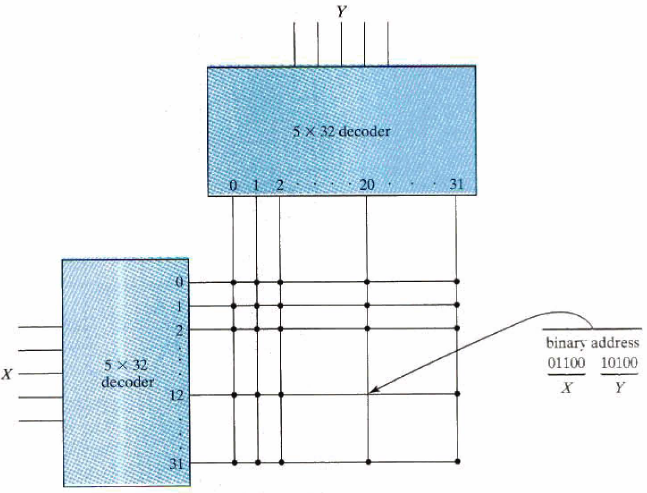 Y
5 × 32 decoder
0 1 2 · · · · 20 · · · 31
0
1
2
·
·
·
X
5 × 32
decoder
12
·
·
·
31
binary address
01100 10100
X Y